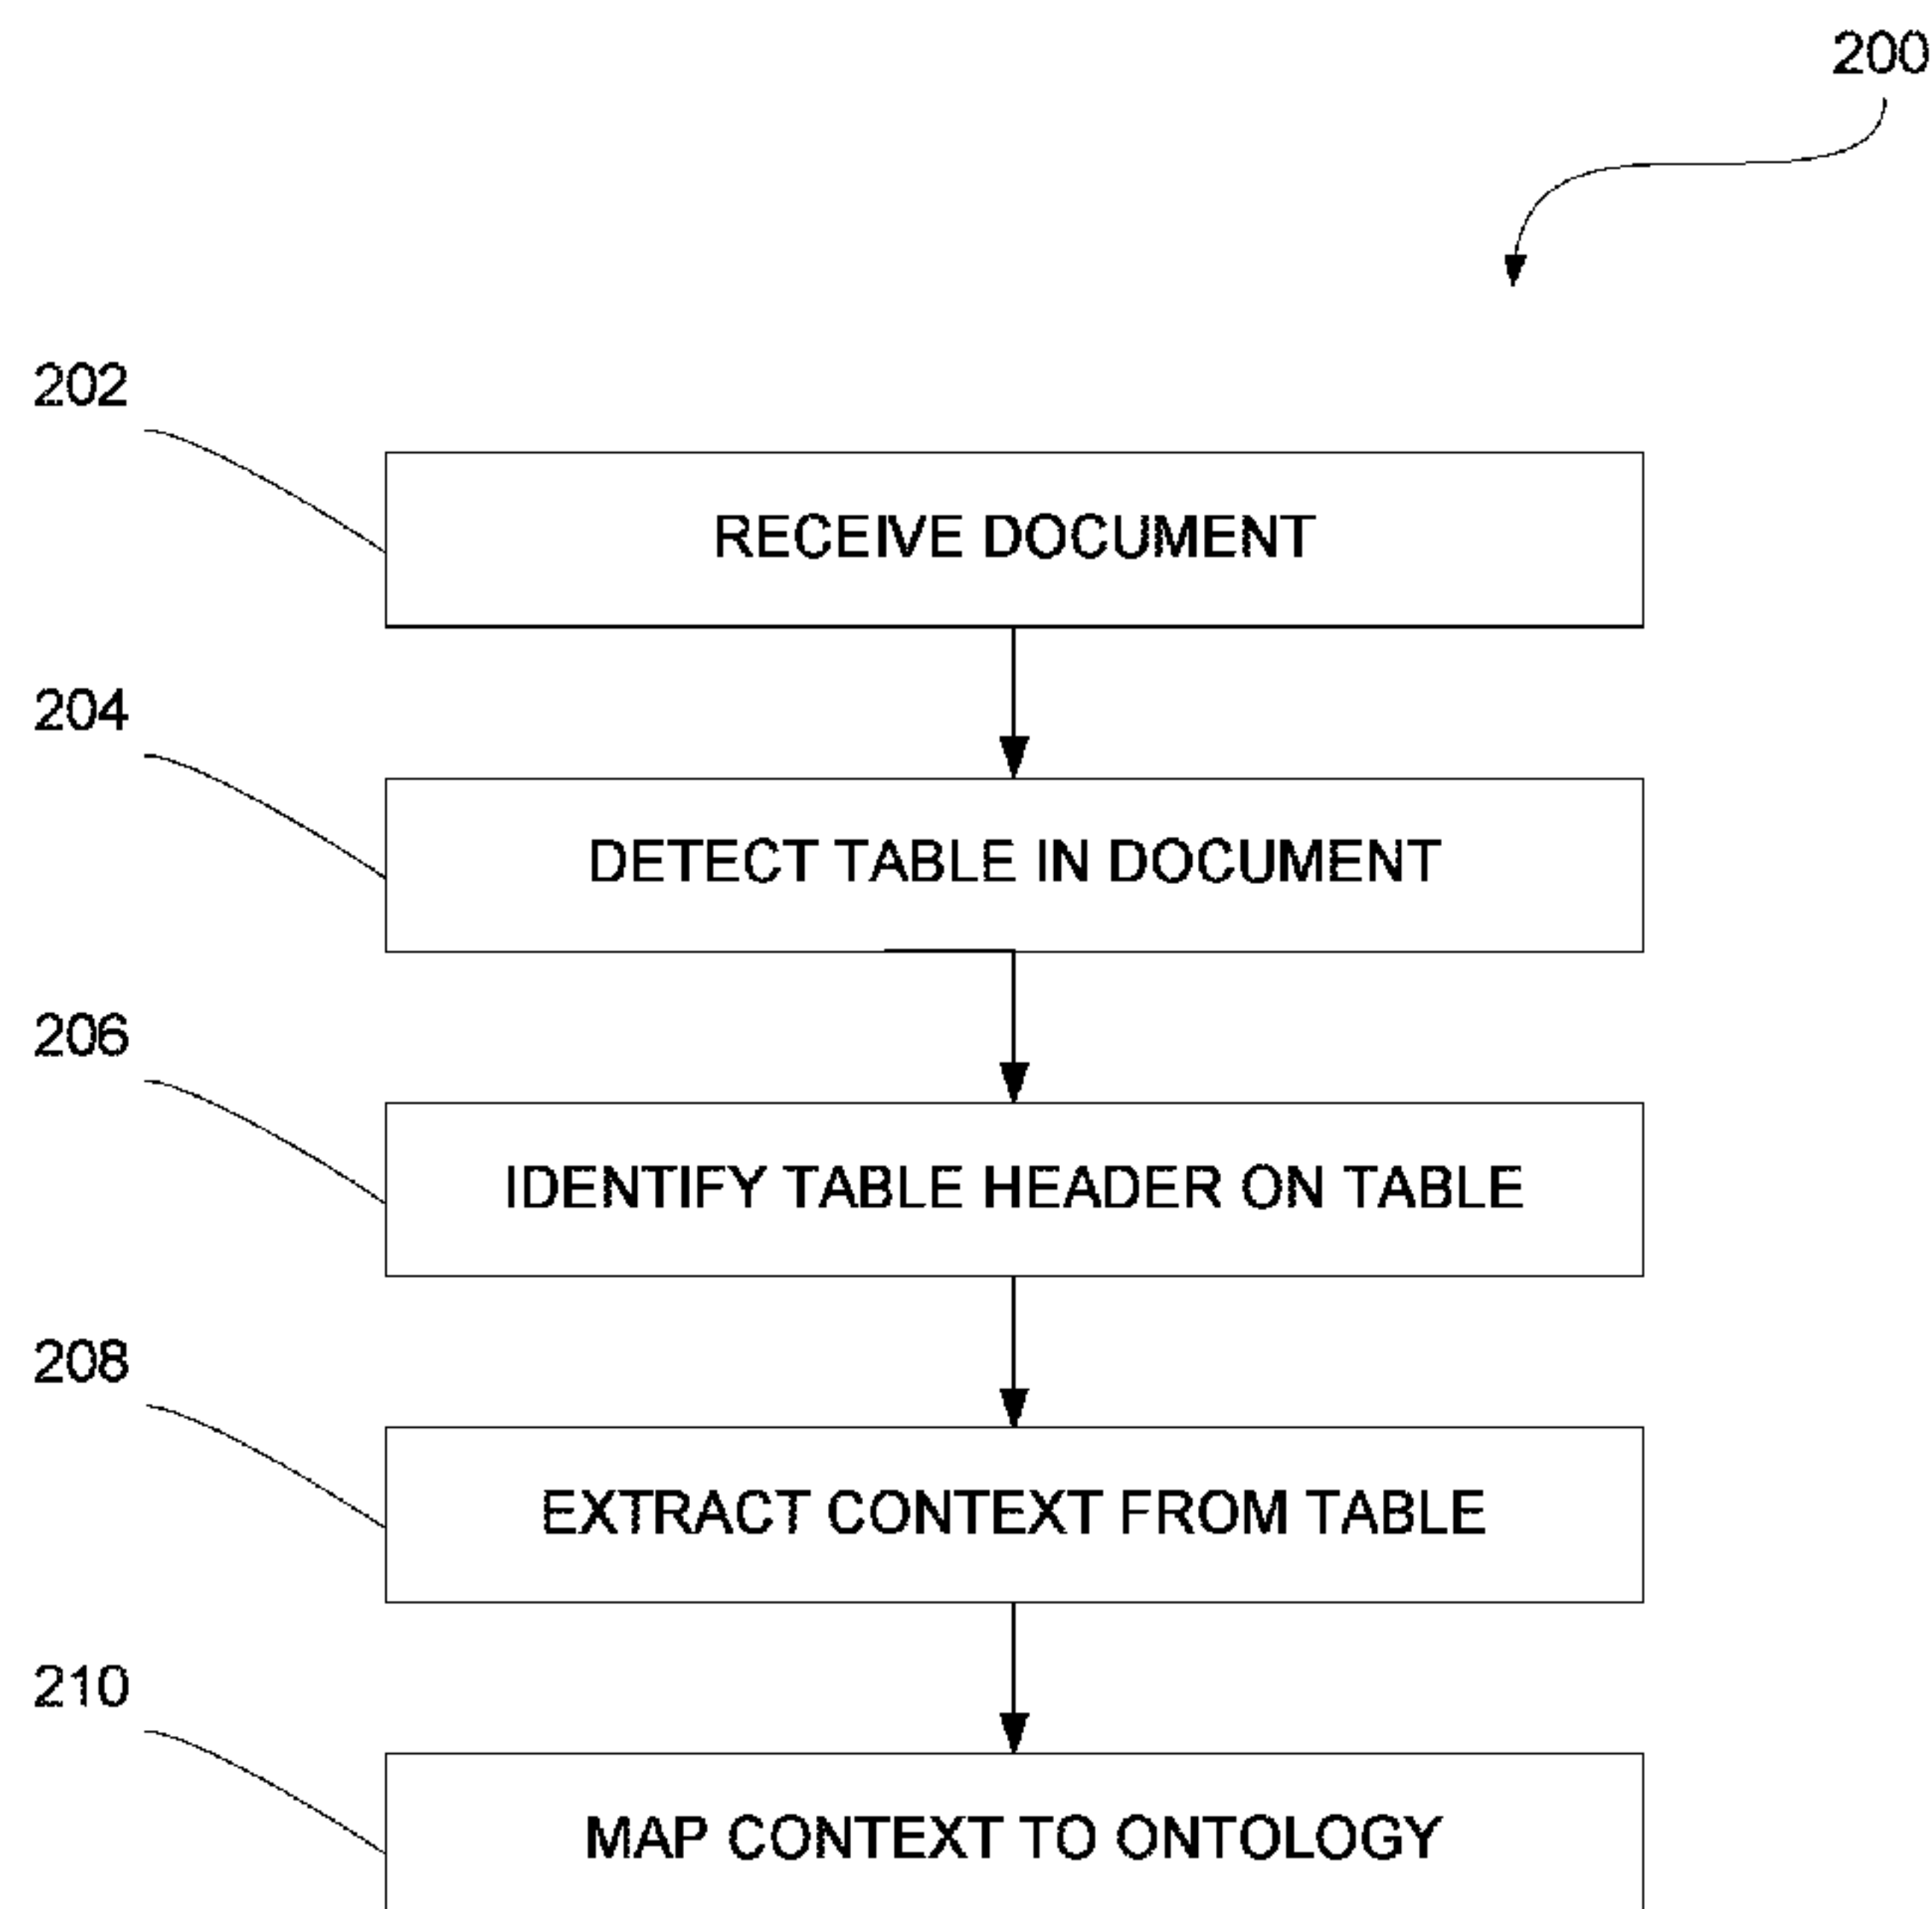 200
202
RECEIVE DOCUMENT
204
DETECT TABLE IN DOCUMENT
206
IDENTIFY TABLE HEADER ON TABLE
208
EXTRACT CONTEXT FROM TABLE
210
MAP CONTEXT TO ONTOLOGY